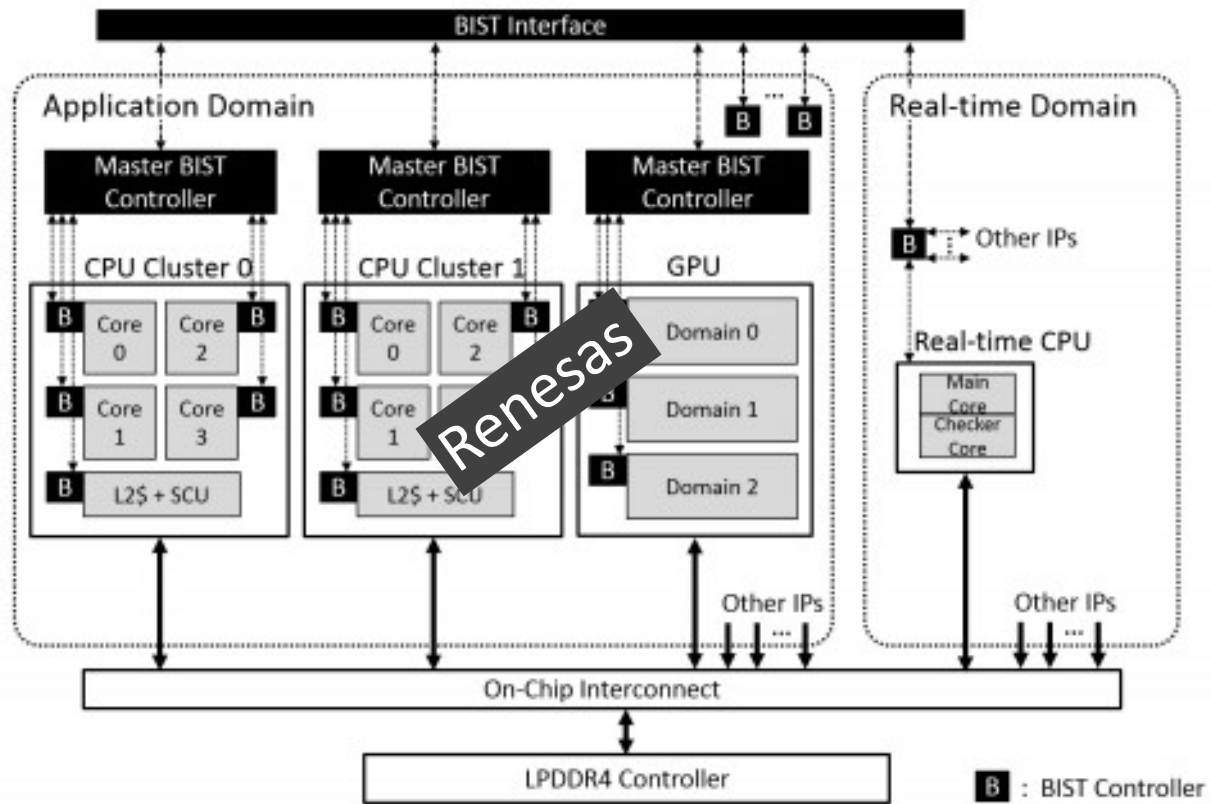 BIST Interface
Application Domain
...
B
B
Real-time Domain
Master BIST
Controller
Master BIST
Controller
Master BIST
Controller
B
Other IPs
...
CPU Cluster 0
CPU Cluster 1
GPU
B
Core
0
Core
2
B
B
Core
1
Core
3
B
B
L2$ + SCU
B
Core
0
Core
2
B
B
Core
1
B
L2$ + SCU
Renesas
Domain 0
Domain 1
B
Domain 2
Real-time CPU
Main
Core
Checker
Core
Other IPs
...
Other IPs
...
On-Chip Interconnect
LPDDR4 Controller
B : BIST Controller